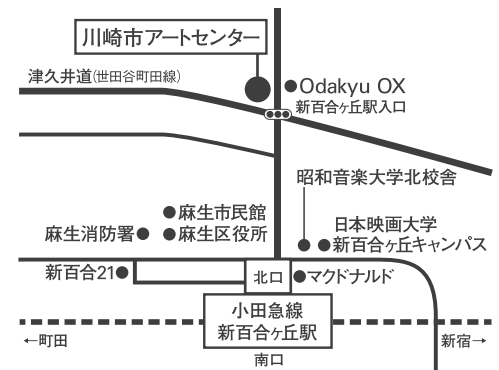 川崎市アートセンター
津久井道(世田谷町田線)
Odakyu OX
新百合ヶ丘駅入口
昭和音楽大学北校舎
麻生市民館
日本映画大学
麻生消防署
麻生区役所
新百合ヶ丘キャンパス
新百合21
北口
マクドナルド
小田急線
新百合ヶ丘駅
←町田
新宿→
南口